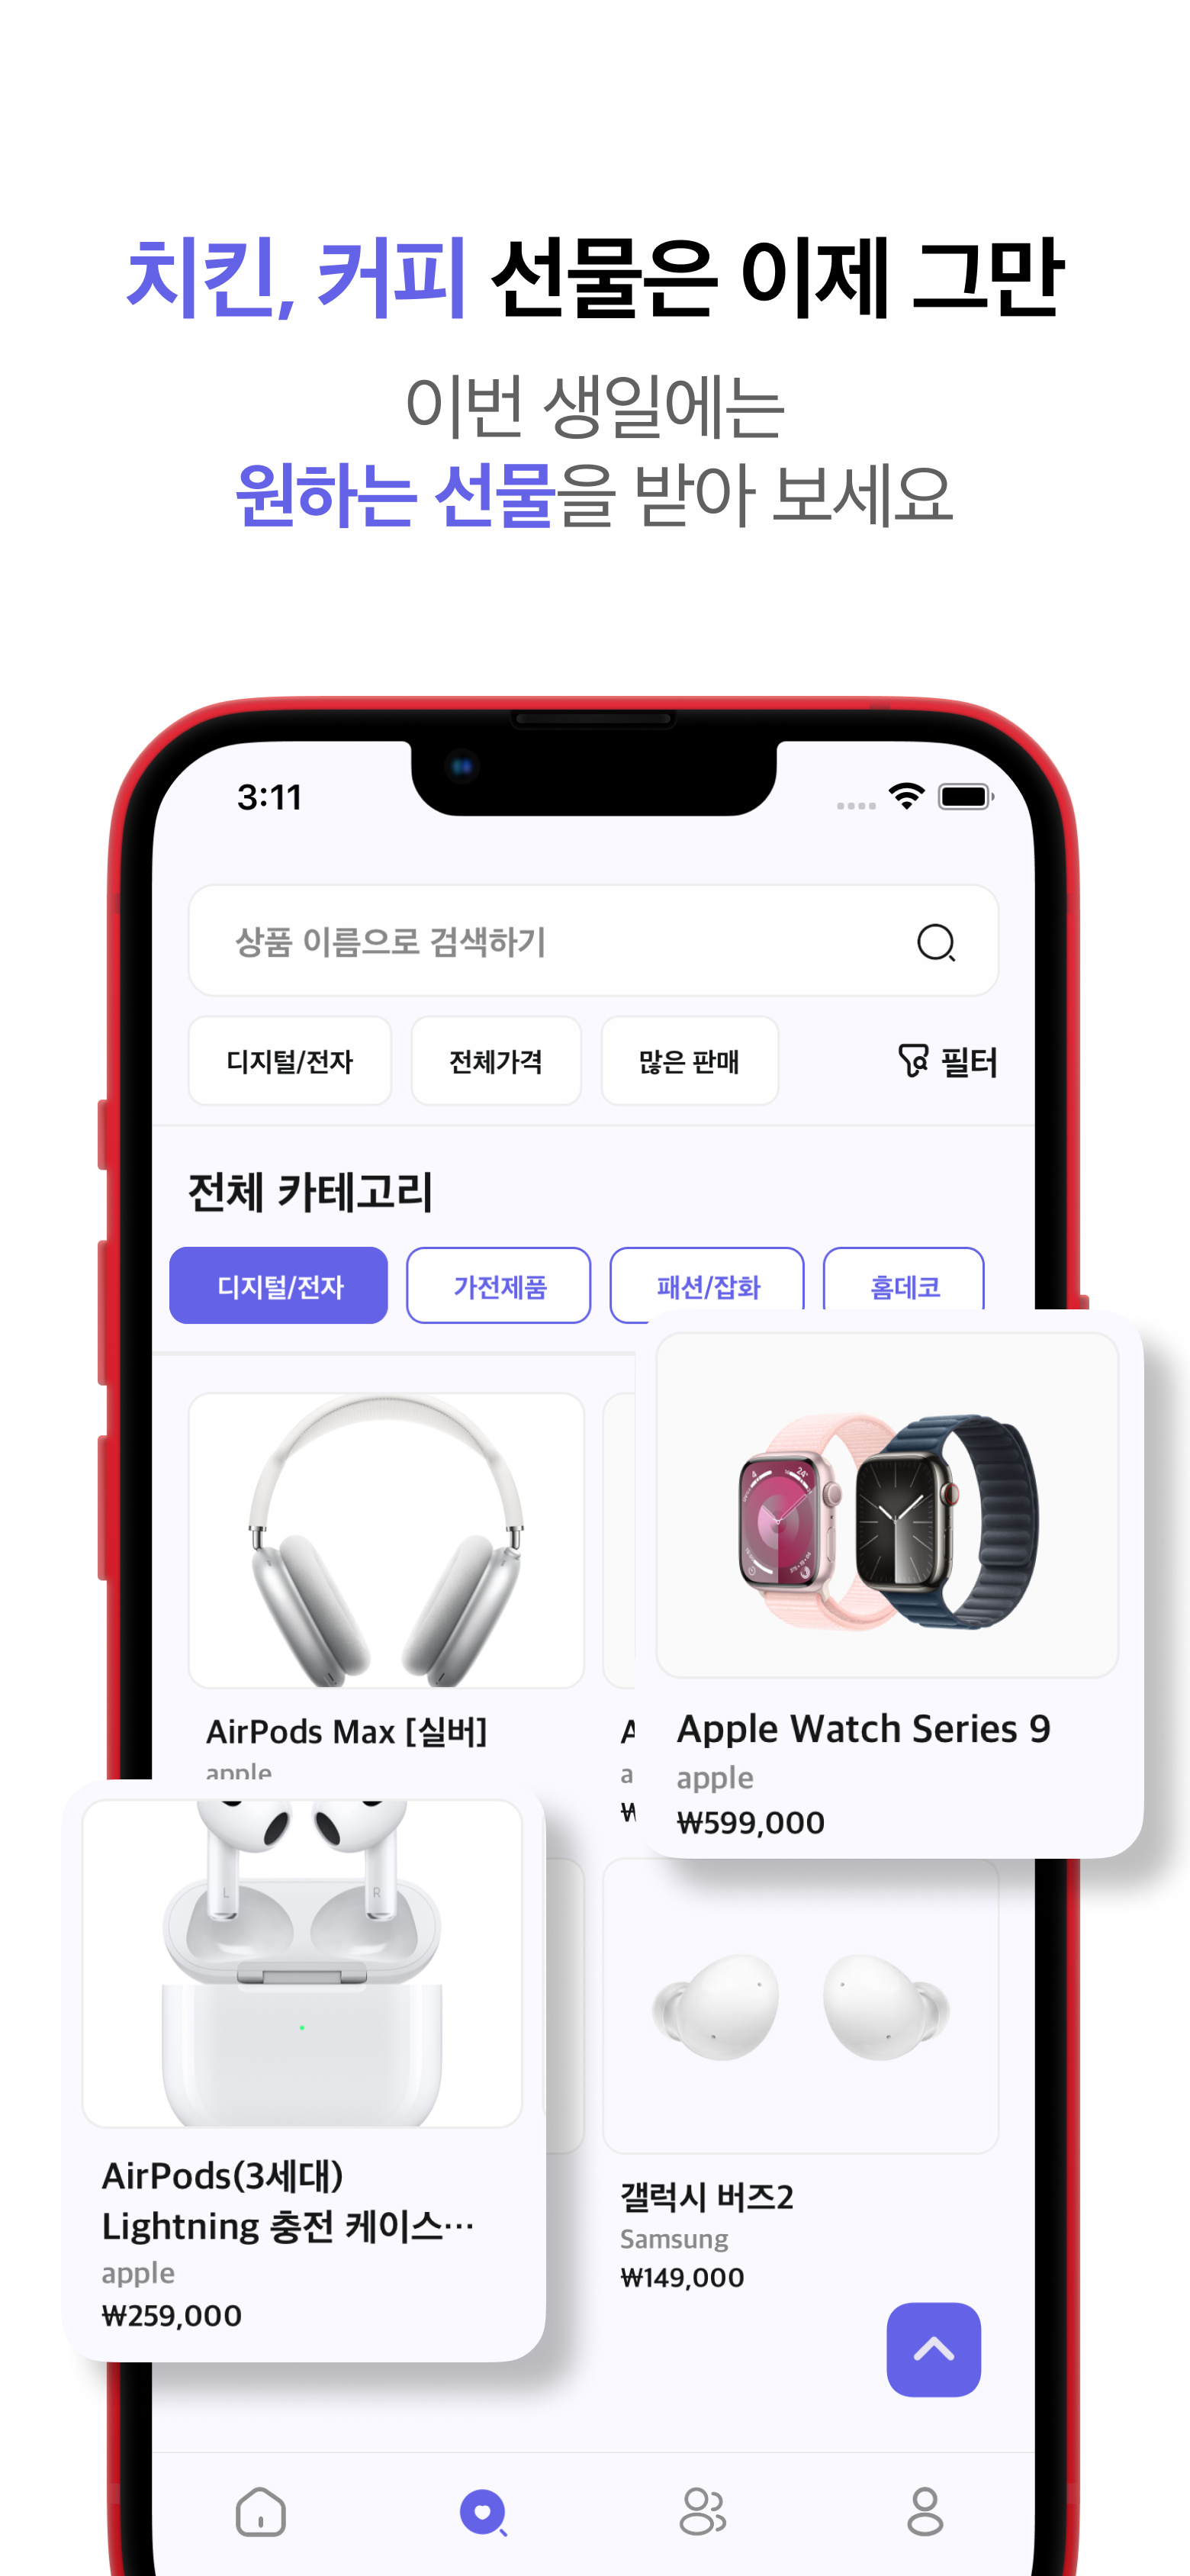 치킨, 커피 선물은 이제 그만
이번 생일에는
원하는 선물을 받아 보세요
3:11
상품 이름으로 검색하기
디지털/전자
전체가격
많은 판매
필터
전체 카테고리
디지털/전자
가전제품
패션/잡화
홈데코
AirPods Max [실버]
apple
Apple Watch Series 9
apple
₩599,000
L R
AirPods(3세대)
Lightning 충전 케이스···
apple
₩259,000
갤럭시 버즈2
Samsung
₩149,000